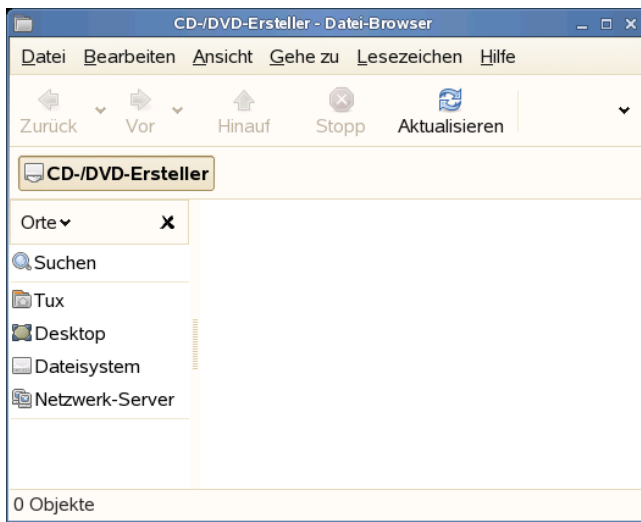 CD-/DVD-Ersteller - Datei-Browser
Datei Bearbeiten Ansicht Gehe zu Lesezeichen Hilfe
Zurück Vor Hinauf Stopp Aktualisieren
CD-/DVD-Ersteller
Orte
Suchen
Tux
Desktop
Dateisystem
Netzwerk-Server
0 Objekte